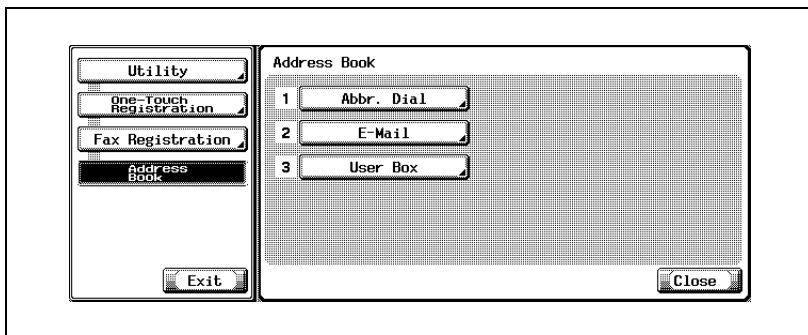 Utility
One-Touch
Registration
Fax Registration
Address
Book
Exit
Address Book
1 Abbr. Dial
2 E-Mail
3 User Box
Close